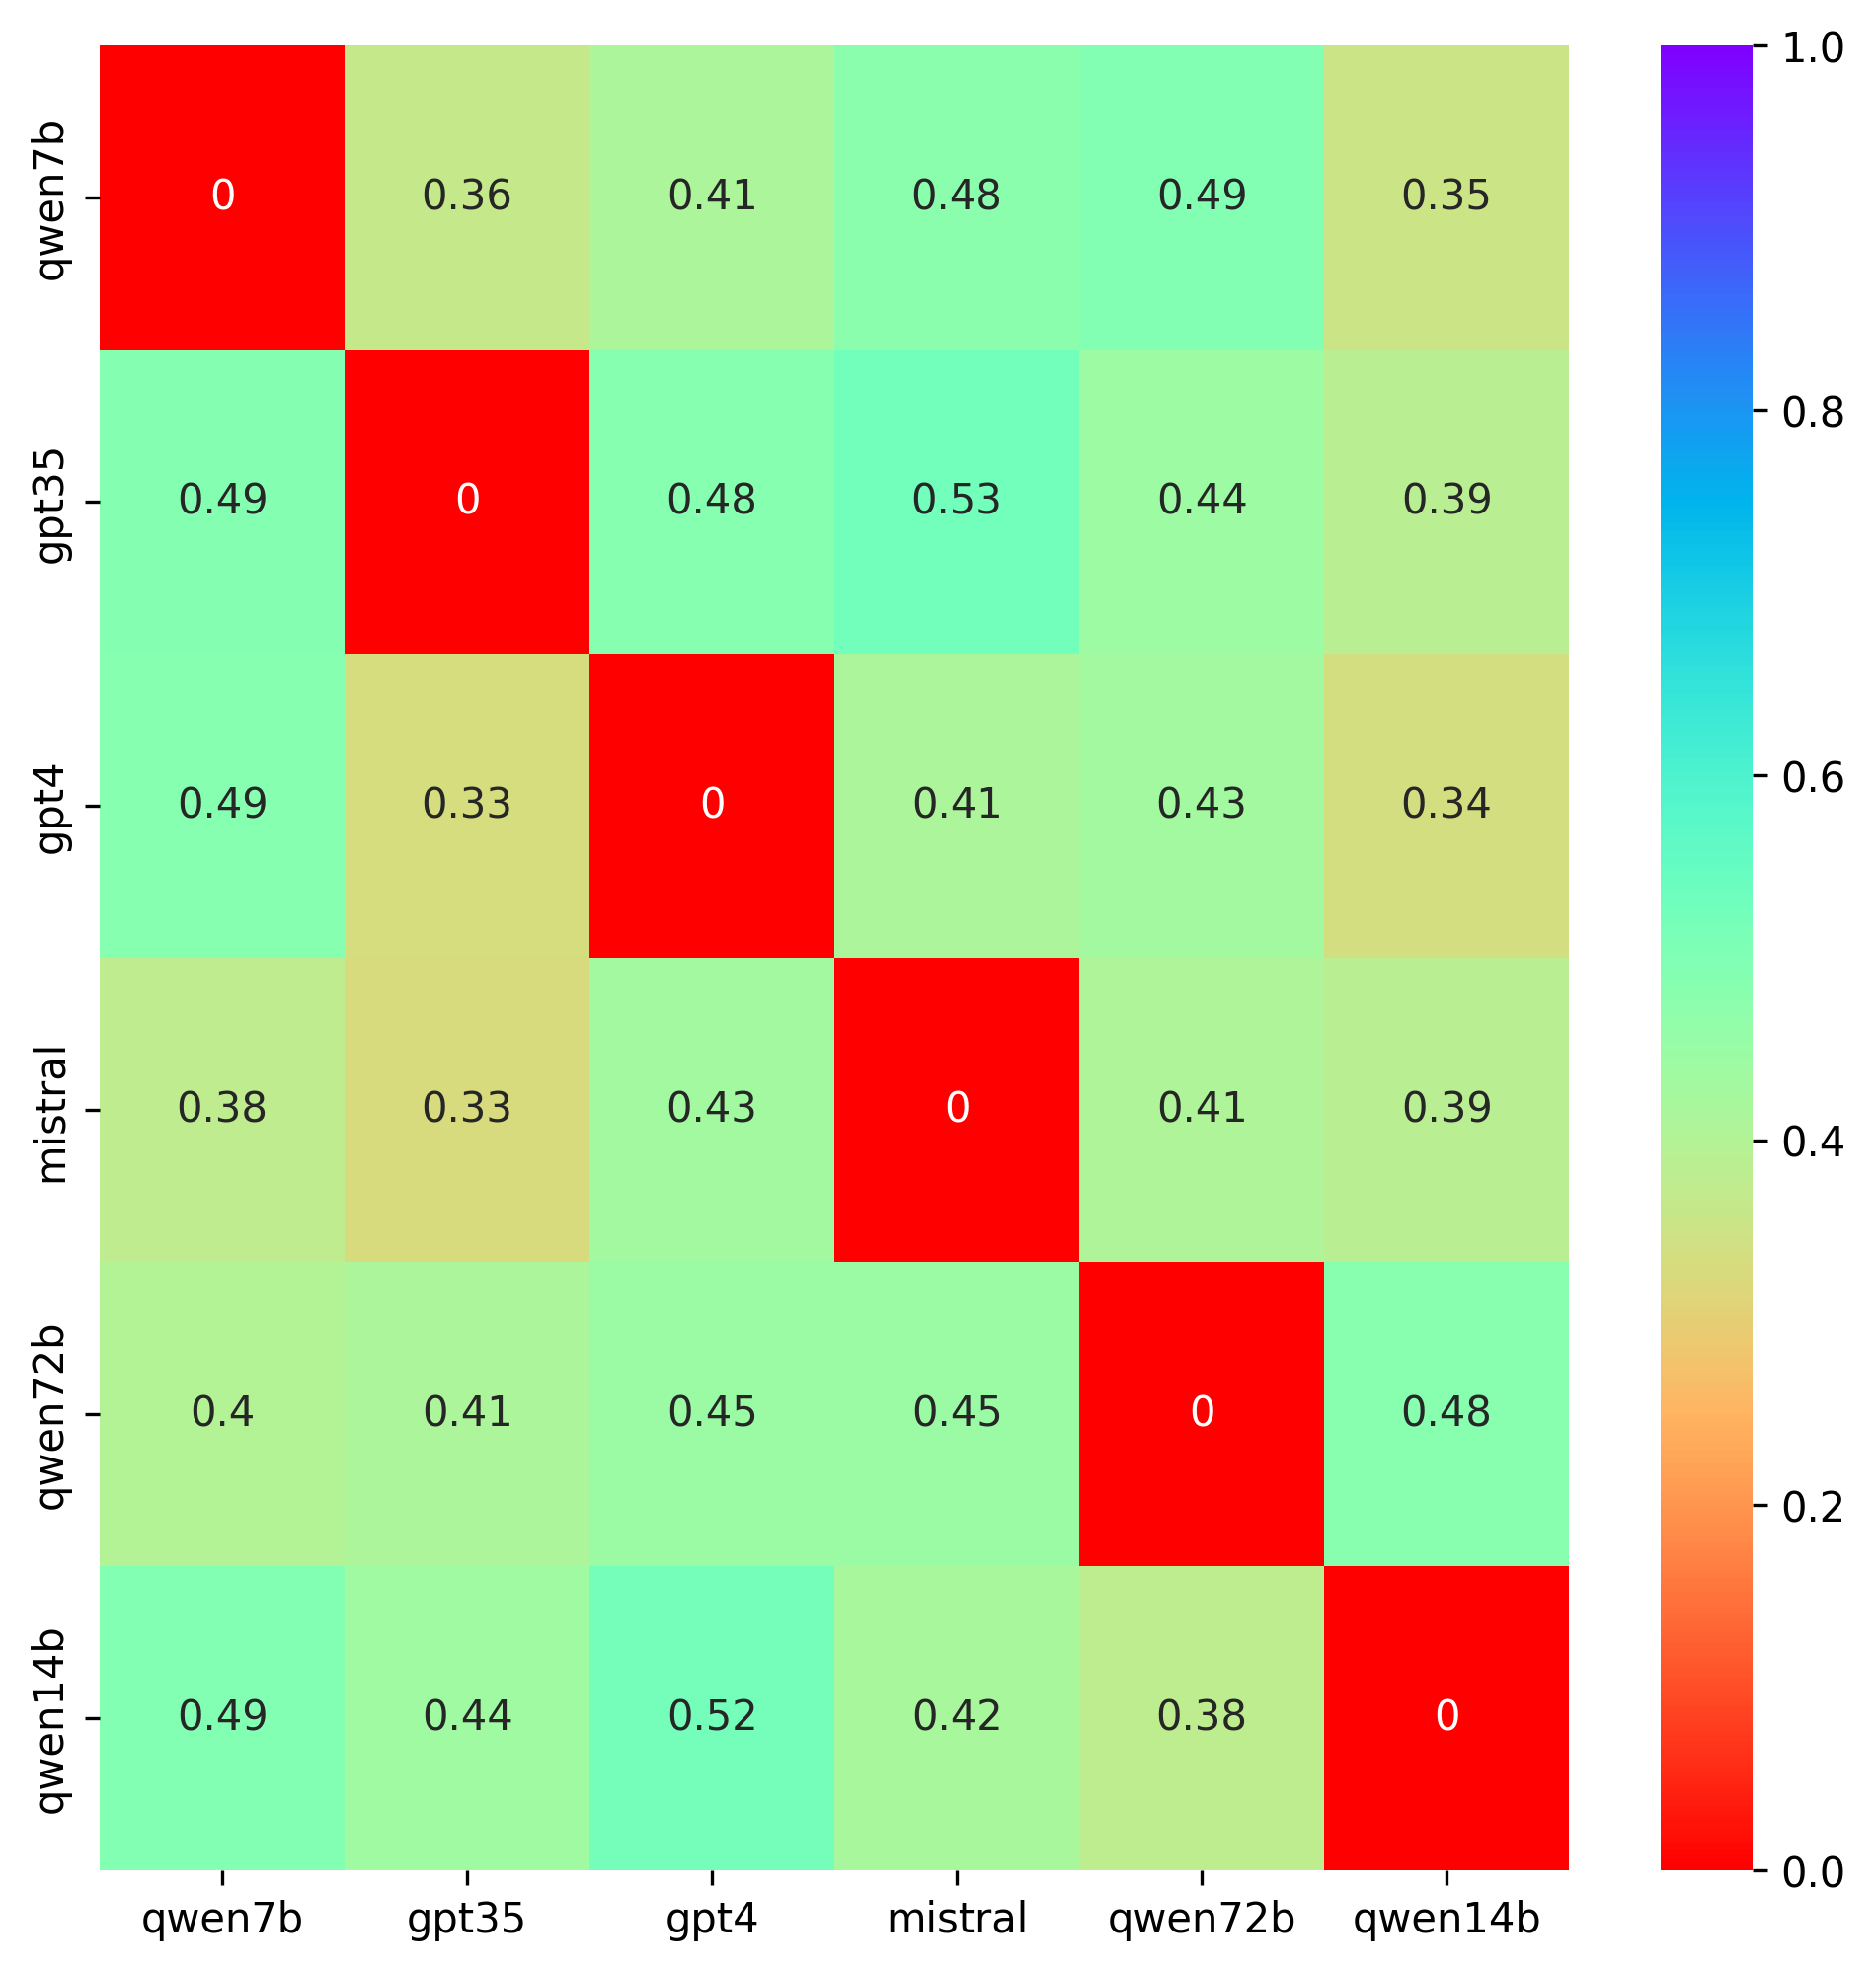 qwen7b 0 0.36 0.41 0.48 0.49 0.35
gpt35 0.49 0 0.48 0.53 0.44 0.39
gpt4 0.49 0.33 0 0.41 0.43 0.34
mistral 0.38 0.33 0.43 0 0.41 0.39
qwen72b 0.4 0.41 0.45 0.45 0 0.48
qwen14b 0.49 0.44 0.52 0.42 0.38 0
qwen7b gpt35 gpt4 mistral qwen72b qwen14b
1.0
0.8
0.6
0.4
0.2
0.0